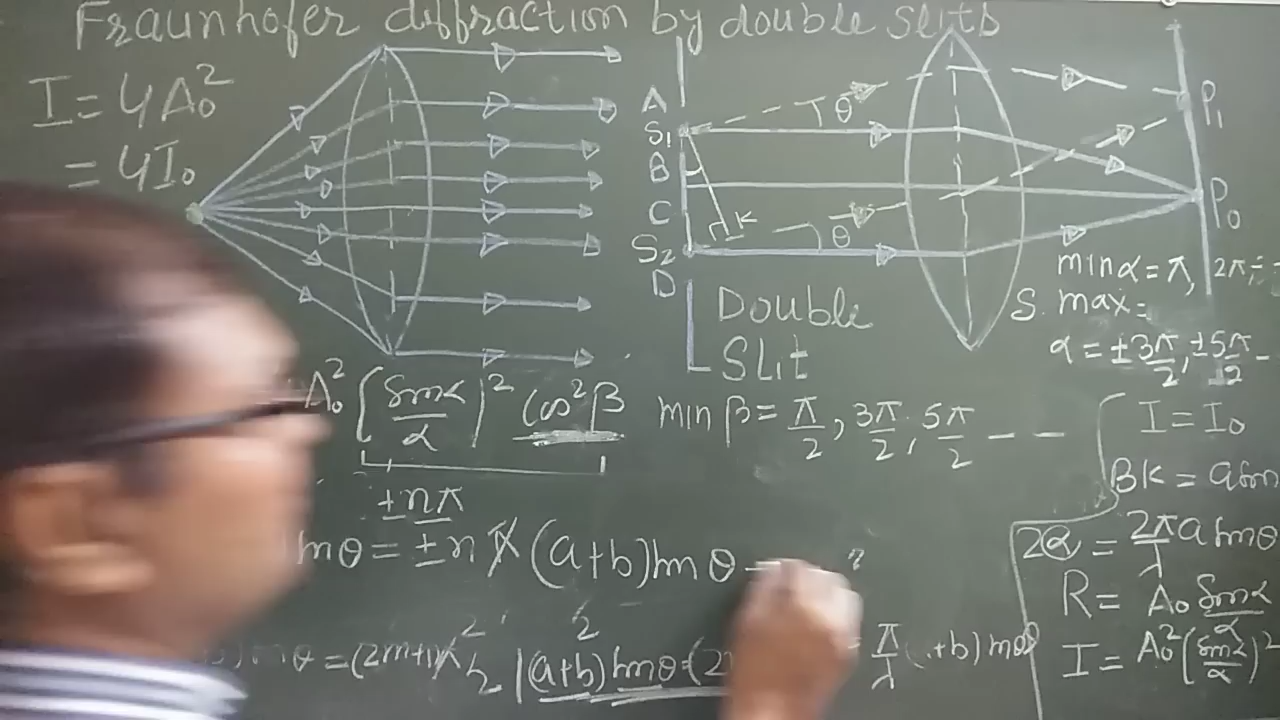 Fraunhofer diffraction by double slits
I = 4A₀²
= 4I₀
A
S₁
B
C
S₂
D
K
θ
θ
P₁
P₀
Double
Slit
min α = π, 2π
S. max =
α = ±3π/2, ±5π/2 -
A₀² [sinα/α]² cos²β
min β = π/2, 3π/2, 5π/2 - - -
I = I₀
BK = a sin
±nπ
inθ = ±nλ (a+b) sinθ
2α = 2π/λ a sinθ
R = A₀ sinα/α
) sinθ = (2m+1)λ/2 (a+b) sinθ = (2
= π/λ (a+b) sinθ
I = A₀² (sinα/α)²